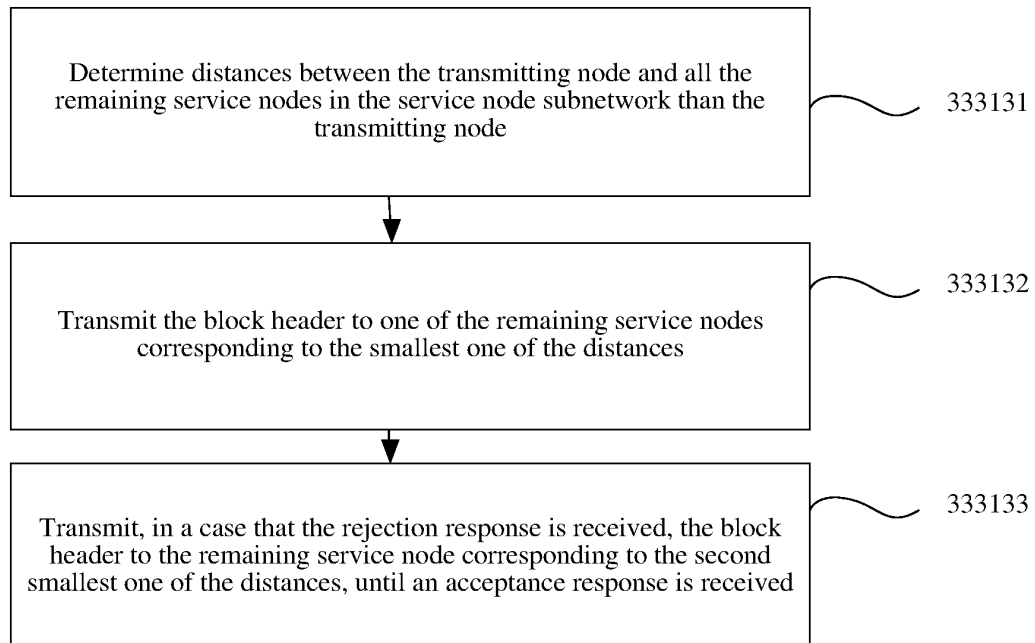 Determine distances between the transmitting node and all the
remaining service nodes in the service node subnetwork than the
transmitting node
333131
Transmit the block header to one of the remaining service nodes
corresponding to the smallest one of the distances
333132
Transmit, in a case that the rejection response is received, the block
header to the remaining service node corresponding to the second
smallest one of the distances, until an acceptance response is received
333133